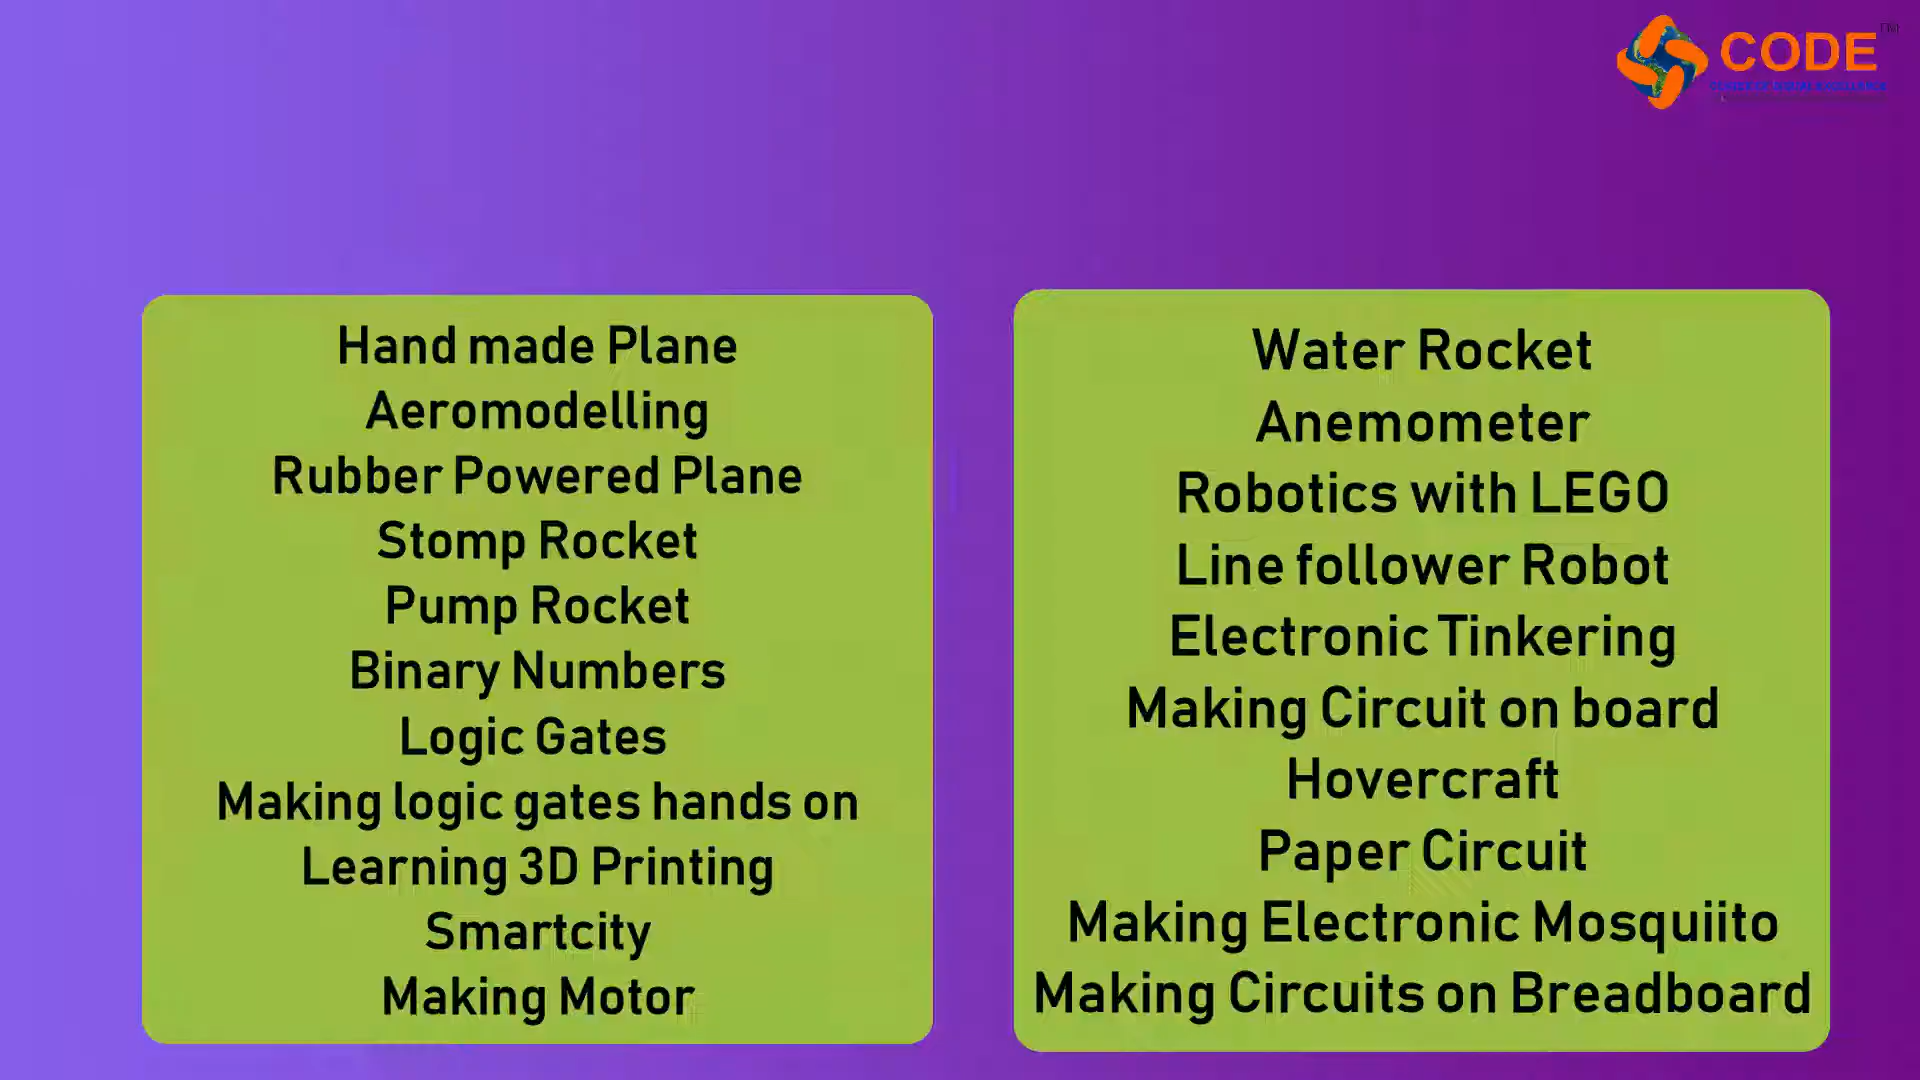 CODE
TM
Hand made Plane
Aeromodelling
Rubber Powered Plane
Stomp Rocket
Pump Rocket
Binary Numbers
Logic Gates
Making logic gates hands on
Learning 3D Printing
Smartcity
Making Motor
Water Rocket
Anemometer
Robotics with LEGO
Line follower Robot
Electronic Tinkering
Making Circuit on board
Hovercraft
Paper Circuit
Making Electronic Mosquiito
Making Circuits on Breadboard